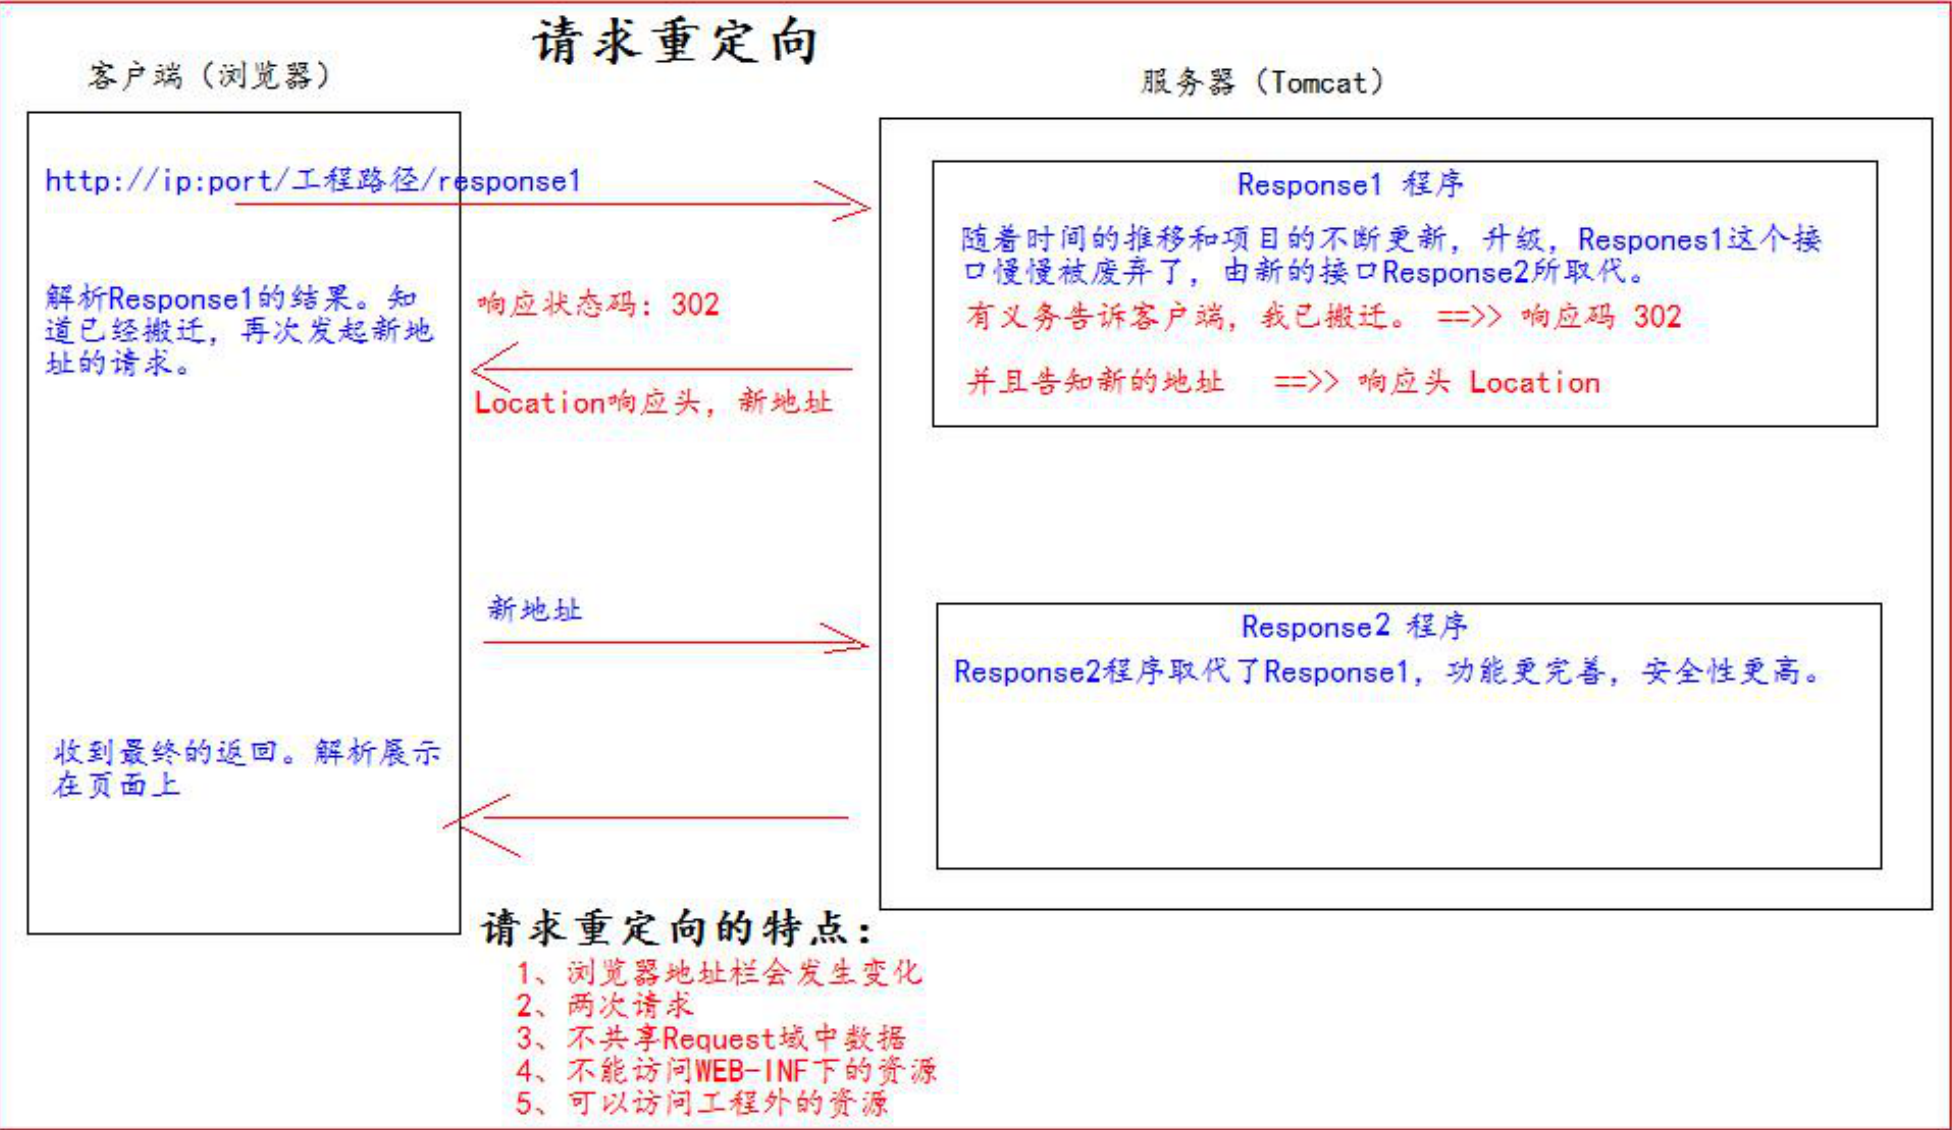 请求重定向
客户端（浏览器）
服务器（Tomcat）
http://ip:port/工程路径/response1
Response1 程序
随着时间的推移和项目的不断更新，升级，Respones1这个接
口慢慢被废弃了，由新的接口Response2所取代。
有义务告诉客户端，我已搬迁。 ==>> 响应码 302
并且告知新的地址 ==>> 响应头 Location
解析Response1的结果。知
道已经搬迁，再次发起新地
址的请求。
响应状态码：302
Location响应头，新地址
新地址
Response2 程序
Response2程序取代了Response1，功能更完善，安全性更高。
收到最终的返回。解析展示
在页面上
请求重定向的特点：
1、浏览器地址栏会发生变化
2、两次请求
3、不共享Request域中数据
4、不能访问WEB-INF下的资源
5、可以访问工程外的资源